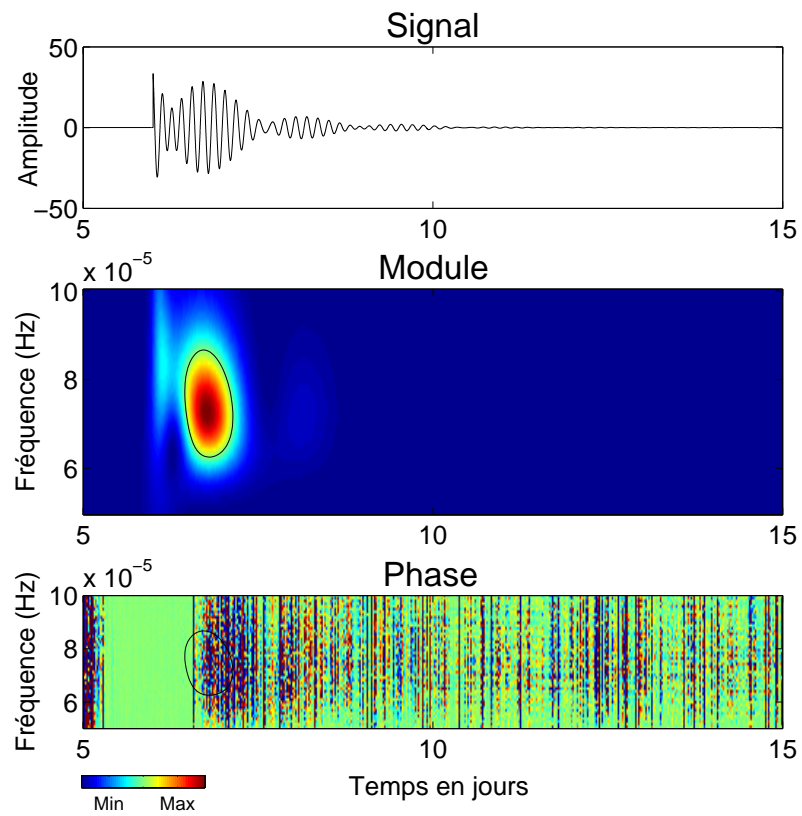 Signal
50
0
−50
Amplitude
5 10 15
Module
x 10⁻⁵
10
8
6
Fréquence (Hz)
5 10 15
Phase
x 10⁻⁵
10
8
6
Fréquence (Hz)
5 10 15
Temps en jours
Min Max